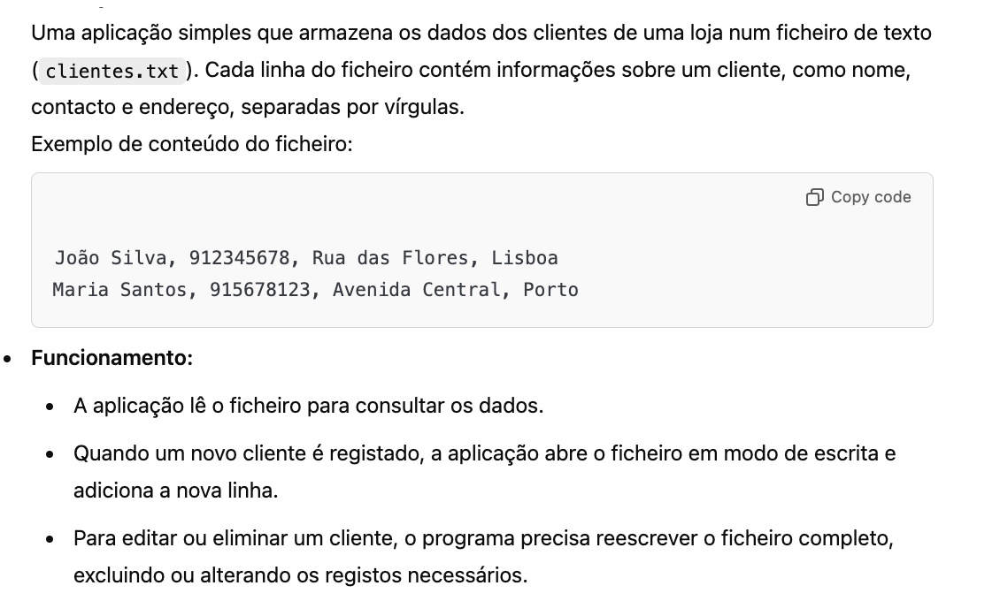 Uma aplicação simples que armazena os dados dos clientes de uma loja num ficheiro de texto
(clientes.txt). Cada linha do ficheiro contém informações sobre um cliente, como nome,
contacto e endereço, separadas por vírgulas.
Exemplo de conteúdo do ficheiro:
Copy code
João Silva, 912345678, Rua das Flores, Lisboa
Maria Santos, 915678123, Avenida Central, Porto
• Funcionamento:
• A aplicação lê o ficheiro para consultar os dados.
• Quando um novo cliente é registado, a aplicação abre o ficheiro em modo de escrita e
adiciona a nova linha.
• Para editar ou eliminar um cliente, o programa precisa reescrever o ficheiro completo,
excluindo ou alterando os registos necessários.